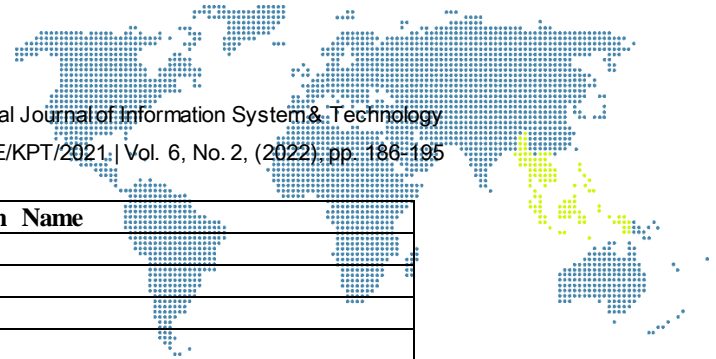 al Journal of Information System & Technology
E/KPT/2021 | Vol. 6, No. 2, (2022), pp. 186-195
Name